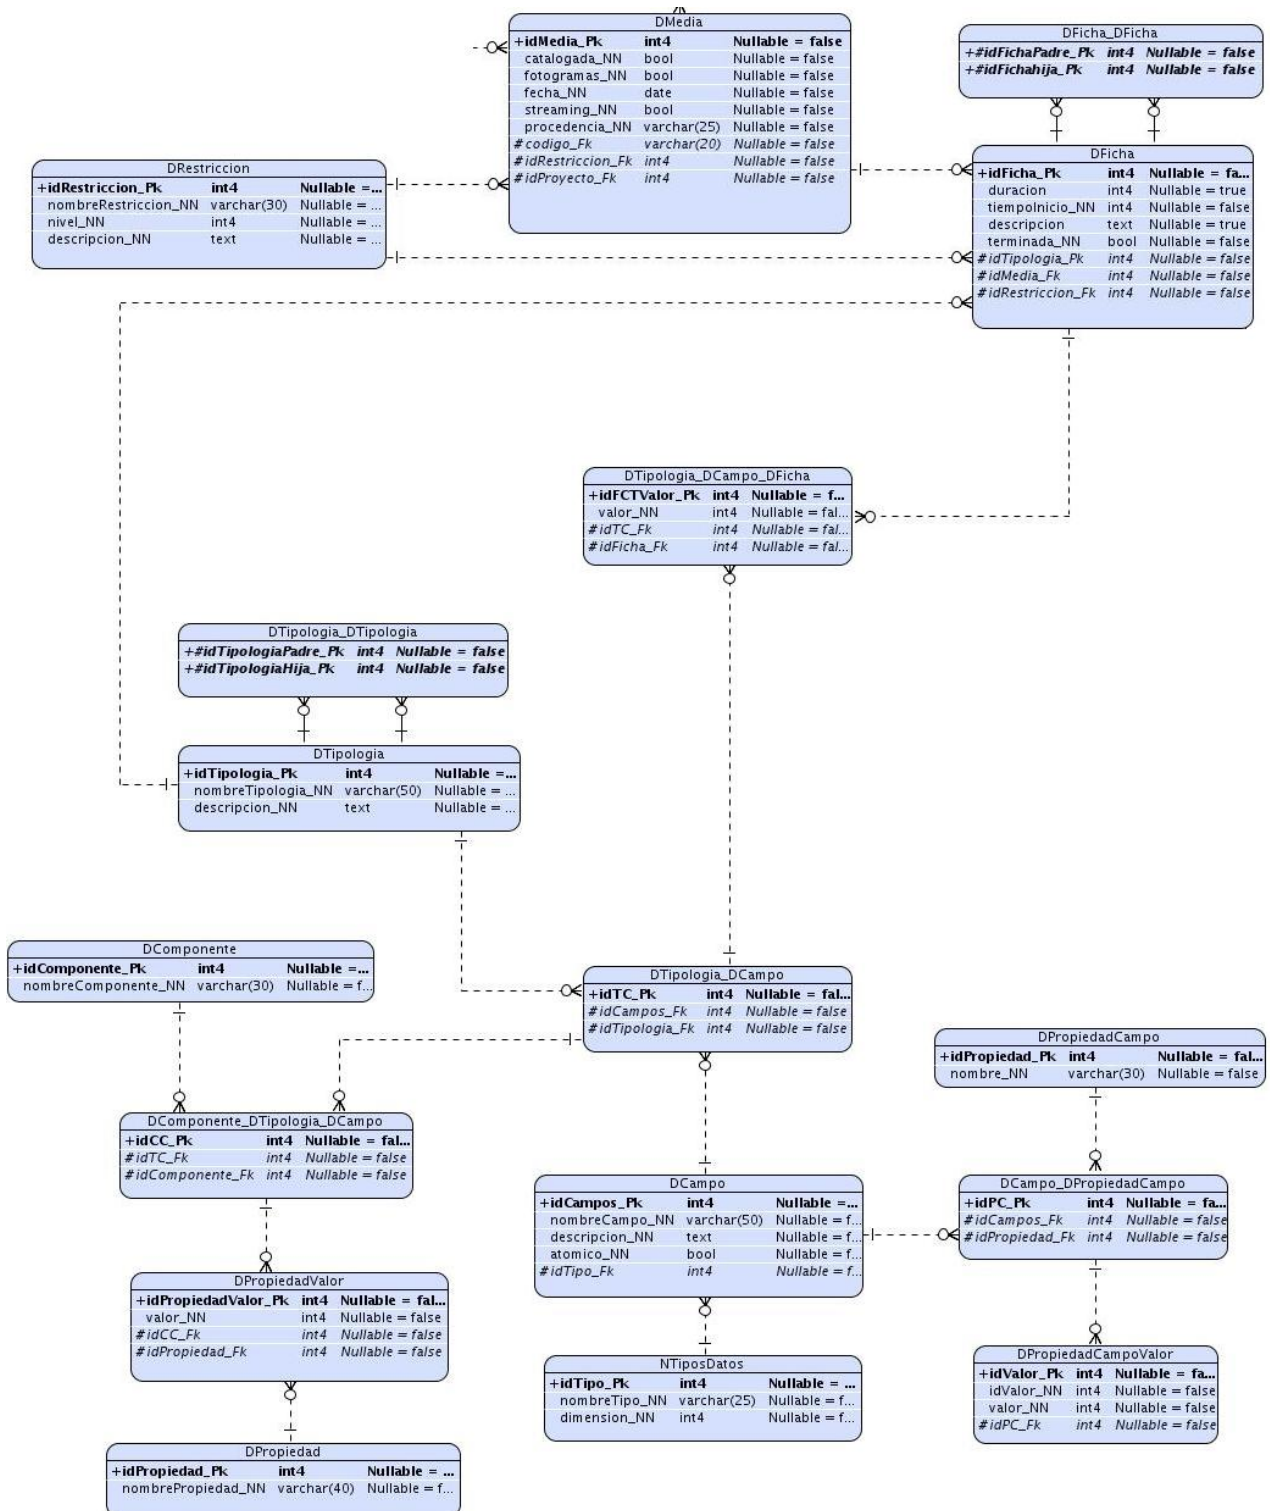 DMedia
+idMedia_Pk int4 Nullable = false
catalogada_NN bool Nullable = false
fotogramas_NN bool Nullable = false
fecha_NN date Nullable = false
streaming_NN bool Nullable = false
procedencia_NN varchar(25) Nullable = false
#codigo_Fk varchar(20) Nullable = false
#idRestriccion_Fk int4 Nullable = false
#idProyecto_Fk int4 Nullable = false
DFicha_DFicha
+#idFichaPadre_Pk int4 Nullable = false
+#idFichahija_Pk int4 Nullable = false
DRestriccion
+idRestriccion_Pk int4 Nullable =...
nombreRestriccion_NN varchar(30) Nullable = ...
nivel_NN int4 Nullable = ...
descripcion_NN text Nullable = ...
DFicha
+idFicha_Pk int4 Nullable = fa...
duracion int4 Nullable = true
tiempoInicio_NN int4 Nullable = false
descripcion text Nullable = true
terminada_NN bool Nullable = false
#idTipologia_Pk int4 Nullable = false
#idMedia_Fk int4 Nullable = false
#idRestriccion_Fk int4 Nullable = false
DTipologia_DCampo_DFicha
+idFCTValor_Pk int4 Nullable = f...
valor_NN int4 Nullable = fal...
#idTC_Fk int4 Nullable = fal...
#idFicha_Fk int4 Nullable = fal...
DTipologia_DTipologia
+#idTipologiaPadre_Pk int4 Nullable = false
+#idTipologiaHija_Pk int4 Nullable = false
DTipologia
+idTipologia_Pk int4 Nullable =...
nombreTipologia_NN varchar(50) Nullable = ...
descripcion_NN text Nullable = ...
DComponente
+idComponente_Pk int4 Nullable =...
nombreComponente_NN varchar(30) Nullable = f...
DTipologia_DCampo
+idTC_Pk int4 Nullable = fal...
#idCampos_Fk int4 Nullable = false
#idTipologia_Fk int4 Nullable = false
DPropiedadCampo
+idPropiedad_Pk int4 Nullable = fal...
nombre_NN varchar(30) Nullable = false
DComponente_DTipologia_DCampo
+idCC_Pk int4 Nullable = fal...
#idTC_Fk int4 Nullable = false
#idComponente_Fk int4 Nullable = false
DCampo
+idCampos_Pk int4 Nullable =...
nombreCampo_NN varchar(50) Nullable = f...
descripcion_NN text Nullable = f...
atomico_NN bool Nullable = f...
#idTipo_Fk int4 Nullable = f...
DCampo_DPropiedadCampo
+idPC_Pk int4 Nullable = fa...
#idCampos_Fk int4 Nullable = false
#idPropiedad_Fk int4 Nullable = false
DPropiedadValor
+idPropiedadValor_Pk int4 Nullable = fal...
valor_NN int4 Nullable = false
#idCC_Fk int4 Nullable = false
#idPropiedad_Fk int4 Nullable = false
NTiposDatos
+idTipo_Pk int4 Nullable = ...
nombreTipo_NN varchar(25) Nullable = f...
dimension_NN int4 Nullable = f...
DPropiedadCampoValor
+idValor_Pk int4 Nullable = fa...
idValor_NN int4 Nullable = false
valor_NN int4 Nullable = false
#idPC_Fk int4 Nullable = false
DPropiedad
+idPropiedad_Pk int4 Nullable = ...
nombrePropiedad_NN varchar(40) Nullable = f...